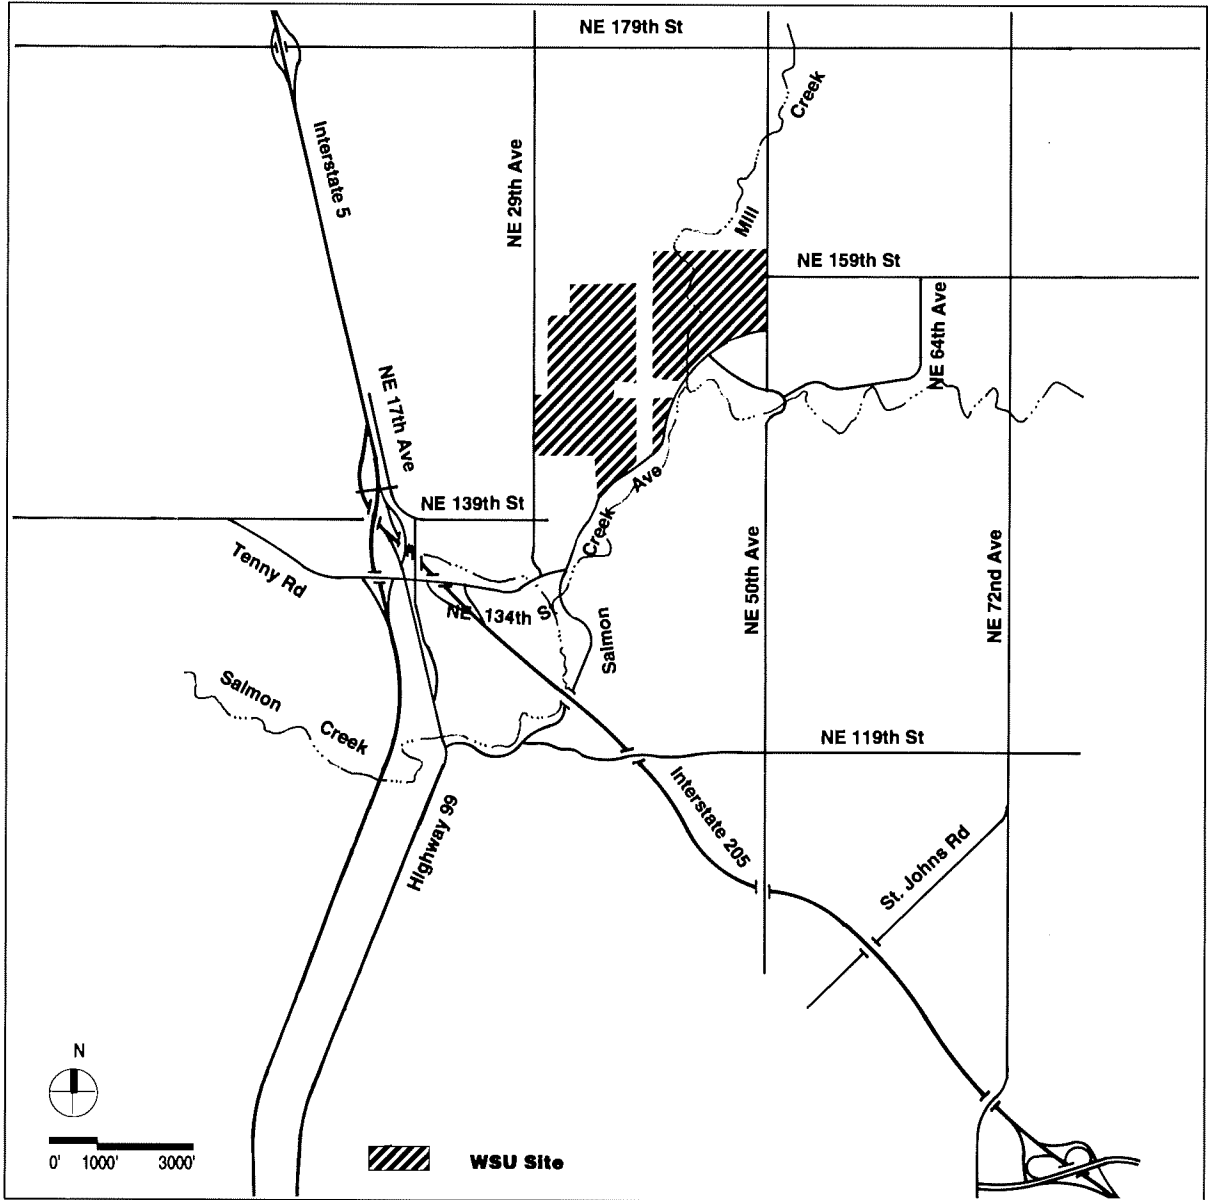 NE 179th St
Creek
Interstate 5
NE 29th Ave
Mill
NE 159th St
NE 64th Ave
NE 17th Ave
NE 139th St
Ave
Creek
Tenny Rd
NE 134th S
Salmon
NE 50th Ave
NE 72nd Ave
Salmon
Creek
NE 119th St
Interstate 205
Highway 99
St. Johns Rd
N
0' 1000' 3000'
WSU Site